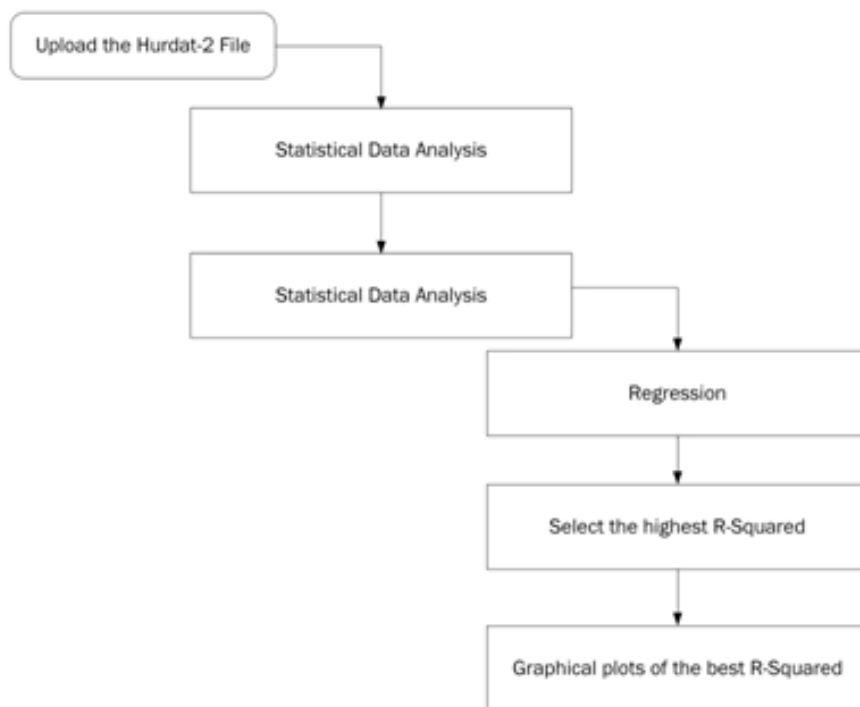 Upload the Hurdat-2 File
Statistical Data Analysis
Statistical Data Analysis
Regression
Select the highest R-Squared
Graphical plots of the best R-Squared